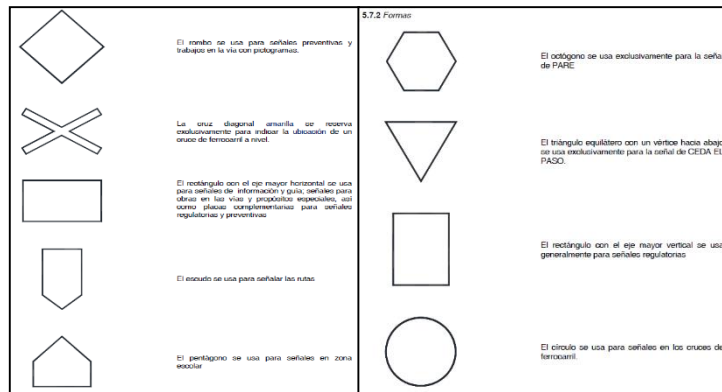 El rombo se usa para señales preventivas y
trabajos en la vía con pictogramas.
La cruz diagonal amarilla se reserva
exclusivamente para indicar la ubicación de un
cruce de ferrocarril a nivel.
El rectángulo con el eje mayor horizontal se usa
para señales de información y guía; señales para
obras en las vías y propósitos especiales, así
como placas complementarias para señales
regulatorias y preventivas
El escudo se usa para señalar las rutas
El pentágono se usa para señales en zona
escolar
5.7.2 Formas
El octógono se usa exclusivamente para la señal
de PARE
El triángulo equilátero con un vértice hacia abajo
se usa exclusivamente para la señal de CEDA EL
PASO.
El rectángulo con el eje mayor vertical se usa
generalmente para señales regulatorias
El círculo se usa para señales en los cruces de
ferrocarril.